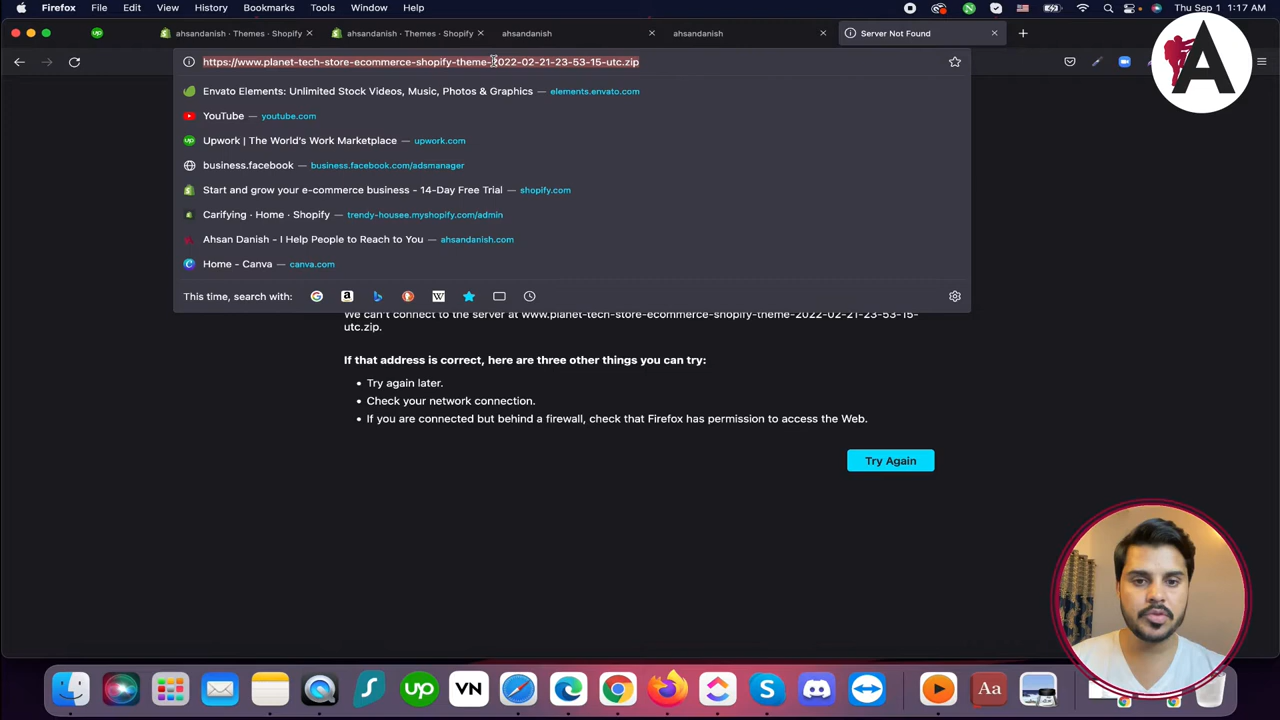 Firefox File Edit View History Bookmarks Tools Window Help Thu Sep 1 1:17 AM
ahsandanish · Themes · Shopify ahsandanish · Themes · Shopify ahsandanish ahsandanish Server Not Found
https://www.planet-tech-store-ecommerce-shopify-theme-2022-02-21-23-53-15-utc.zip
Envato Elements: Unlimited Stock Videos, Music, Photos & Graphics — elements.envato.com
YouTube — youtube.com
Upwork | The World's Work Marketplace — upwork.com
business.facebook — business.facebook.com/adsmanager
Start and grow your e-commerce business - 14-Day Free Trial — shopify.com
Carifying · Home · Shopify — trendy-housee.myshopify.com/admin
Ahsan Danish - I Help People to Reach to You — ahsandanish.com
Home - Canva — canva.com
This time, search with:
We can't connect to the server at www.planet-tech-store-ecommerce-shopify-theme-2022-02-21-23-53-15-
utc.zip.
If that address is correct, here are three other things you can try:
• Try again later.
• Check your network connection.
• If you are connected but behind a firewall, check that Firefox has permission to access the Web.
Try Again
up VN Aa